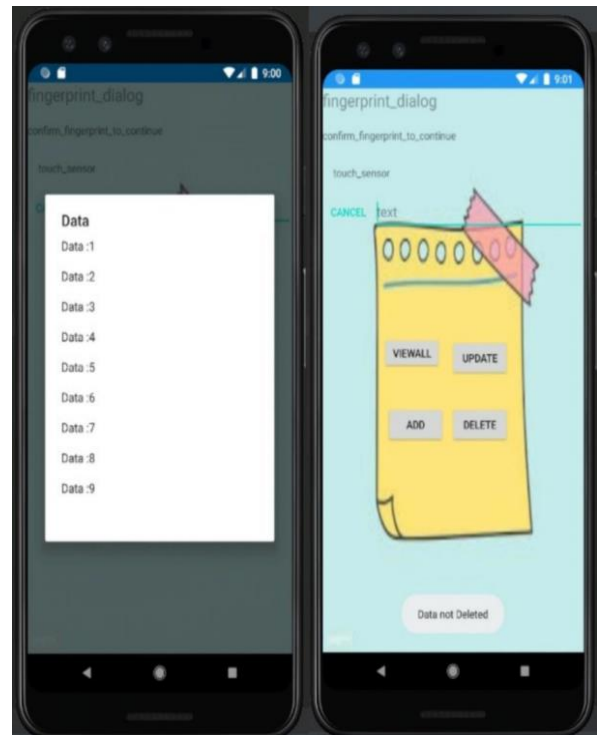 9:00
fingerprint_dialog
confirm_fingerprint_to_continue
touch_sensor
Data
Data :1
Data :2
Data :3
Data :4
Data :5
Data :6
Data :7
Data :8
Data :9
9:01
fingerprint_dialog
confirm_fingerprint_to_continue
touch_sensor
CANCEL text
VIEWALL UPDATE
ADD DELETE
Data not Deleted